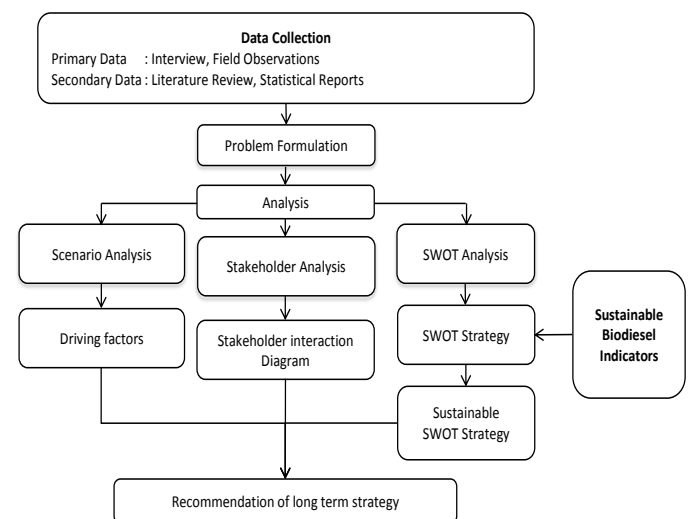 Data Collection
Primary Data : Interview, Field Observations
Secondary Data : Literature Review, Statistical Reports
Problem Formulation
Analysis
Scenario Analysis
Stakeholder Analysis
SWOT Analysis
Driving factors
Stakeholder interaction
Diagram
SWOT Strategy
Sustainable
Biodiesel
Indicators
Sustainable
SWOT Strategy
Recommendation of long term strategy